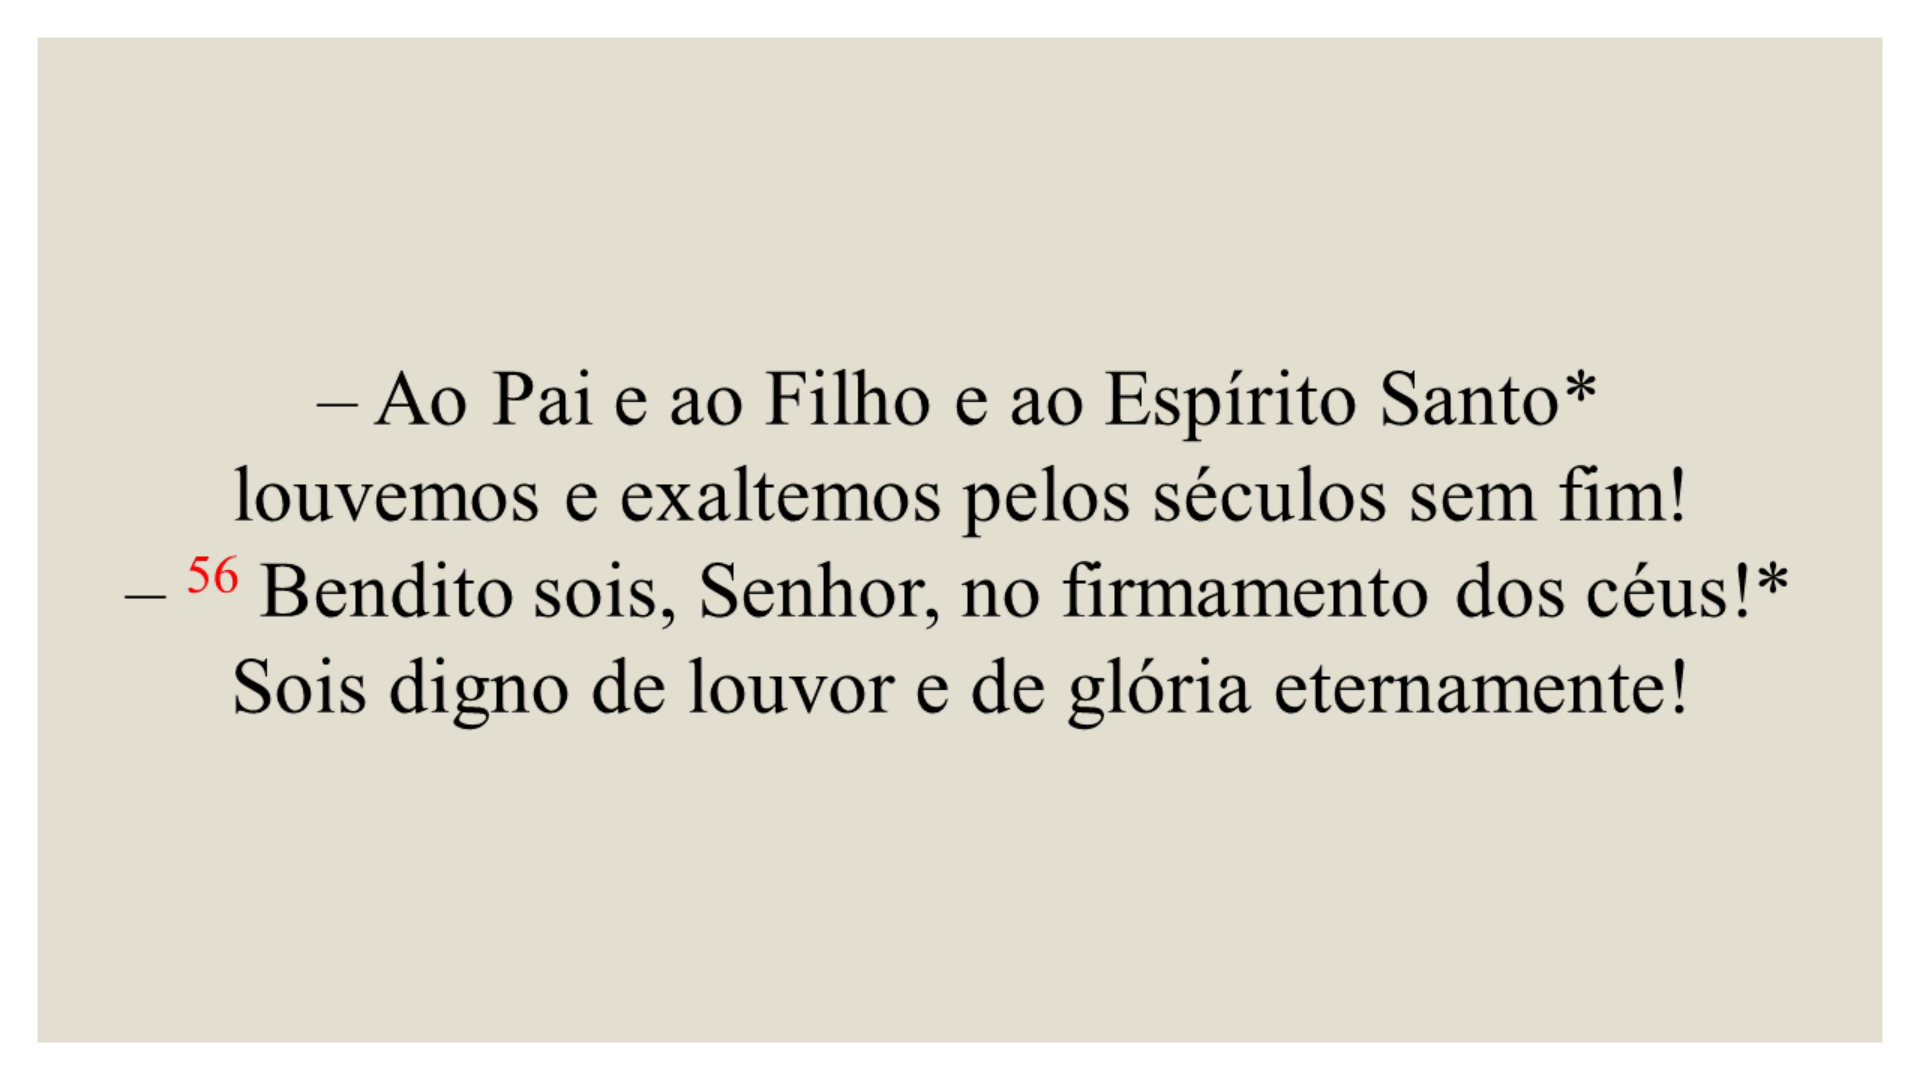 – Ao Pai e ao Filho e ao Espírito Santo*
louvemos e exaltemos pelos séculos sem fim!
– 56 Bendito sois, Senhor, no firmamento dos céus!*
Sois digno de louvor e de glória eternamente!